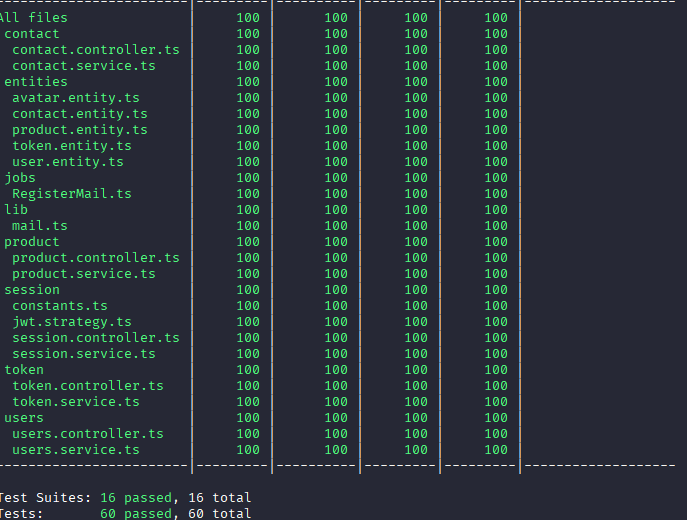 -------------------------|---------|----------|---------|---------|-------------------
All files                |     100 |      100 |     100 |     100 |
 contact                 |     100 |      100 |     100 |     100 |
  contact.controller.ts  |     100 |      100 |     100 |     100 |
  contact.service.ts     |     100 |      100 |     100 |     100 |
 entities                |     100 |      100 |     100 |     100 |
  avatar.entity.ts       |     100 |      100 |     100 |     100 |
  contact.entity.ts      |     100 |      100 |     100 |     100 |
  product.entity.ts      |     100 |      100 |     100 |     100 |
  token.entity.ts        |     100 |      100 |     100 |     100 |
  user.entity.ts         |     100 |      100 |     100 |     100 |
 jobs                    |     100 |      100 |     100 |     100 |
  RegisterMail.ts        |     100 |      100 |     100 |     100 |
 lib                     |     100 |      100 |     100 |     100 |
  mail.ts                |     100 |      100 |     100 |     100 |
 product                 |     100 |      100 |     100 |     100 |
  product.controller.ts  |     100 |      100 |     100 |     100 |
  product.service.ts     |     100 |      100 |     100 |     100 |
 session                 |     100 |      100 |     100 |     100 |
  constants.ts           |     100 |      100 |     100 |     100 |
  jwt.strategy.ts        |     100 |      100 |     100 |     100 |
  session.controller.ts  |     100 |      100 |     100 |     100 |
  session.service.ts     |     100 |      100 |     100 |     100 |
 token                   |     100 |      100 |     100 |     100 |
  token.controller.ts    |     100 |      100 |     100 |     100 |
  token.service.ts       |     100 |      100 |     100 |     100 |
 users                   |     100 |      100 |     100 |     100 |
  users.controller.ts    |     100 |      100 |     100 |     100 |
  users.service.ts       |     100 |      100 |     100 |     100 |
-------------------------|---------|----------|---------|---------|-------------------
Test Suites: 16 passed, 16 total
Tests:       60 passed, 60 total